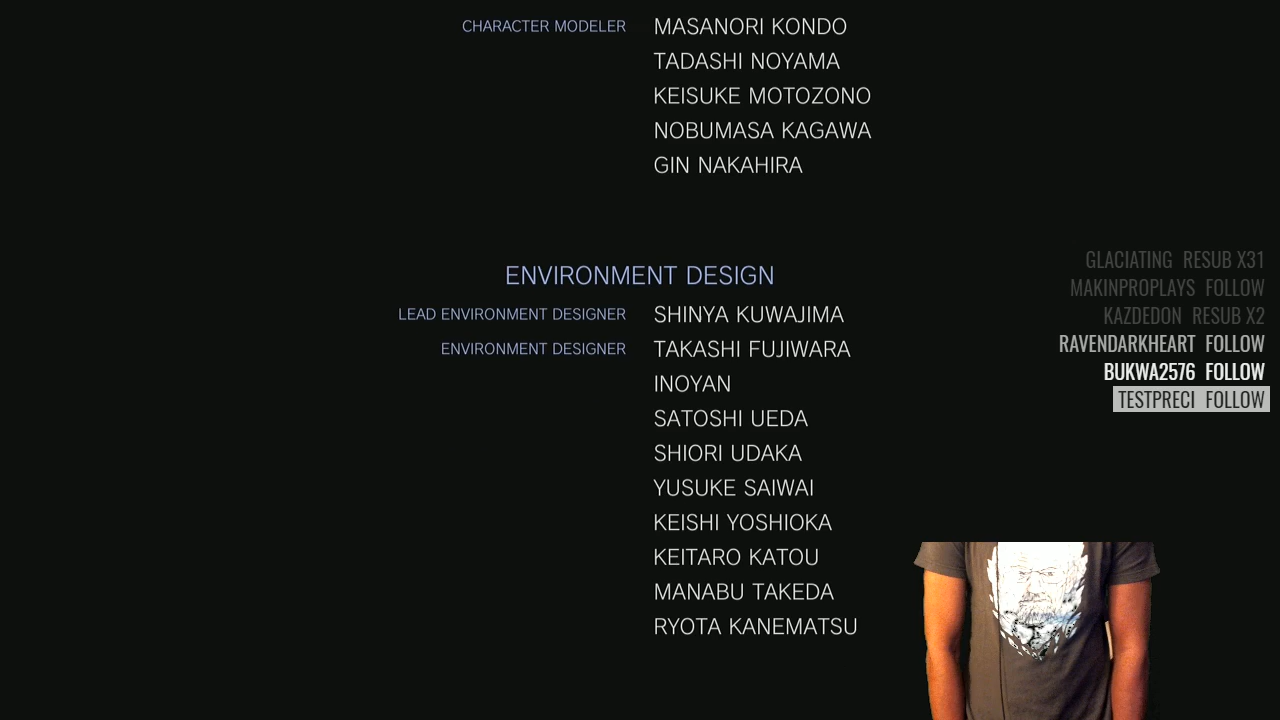 CHARACTER MODELER MASANORI KONDO
TADASHI NOYAMA
KEISUKE MOTOZONO
NOBUMASA KAGAWA
GIN NAKAHIRA
ENVIRONMENT DESIGN
LEAD ENVIRONMENT DESIGNER SHINYA KUWAJIMA
ENVIRONMENT DESIGNER TAKASHI FUJIWARA
INOYAN
SATOSHI UEDA
SHIORI UDAKA
YUSUKE SAIWAI
KEISHI YOSHIOKA
KEITARO KATOU
MANABU TAKEDA
RYOTA KANEMATSU
GLACIATING RESUB X31
MAKINPROPLAYS FOLLOW
KAZDEDON RESUB X2
RAVENDARKHEART FOLLOW
BUKWA2576 FOLLOW
TESTPRECI FOLLOW